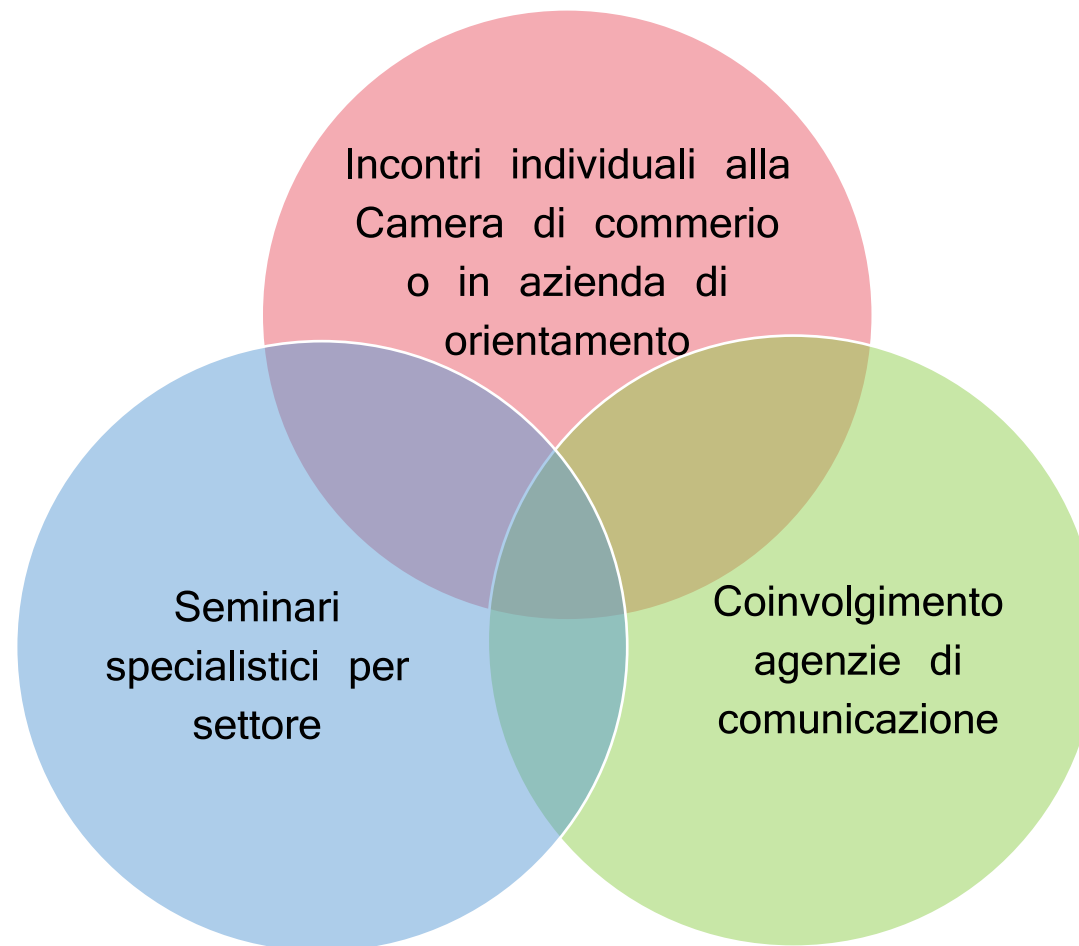 Incontri individuali alla
Camera di commerio
o in azienda di
orientamento
Seminari
specialistici per
settore
Coinvolgimento
agenzie di
comunicazione